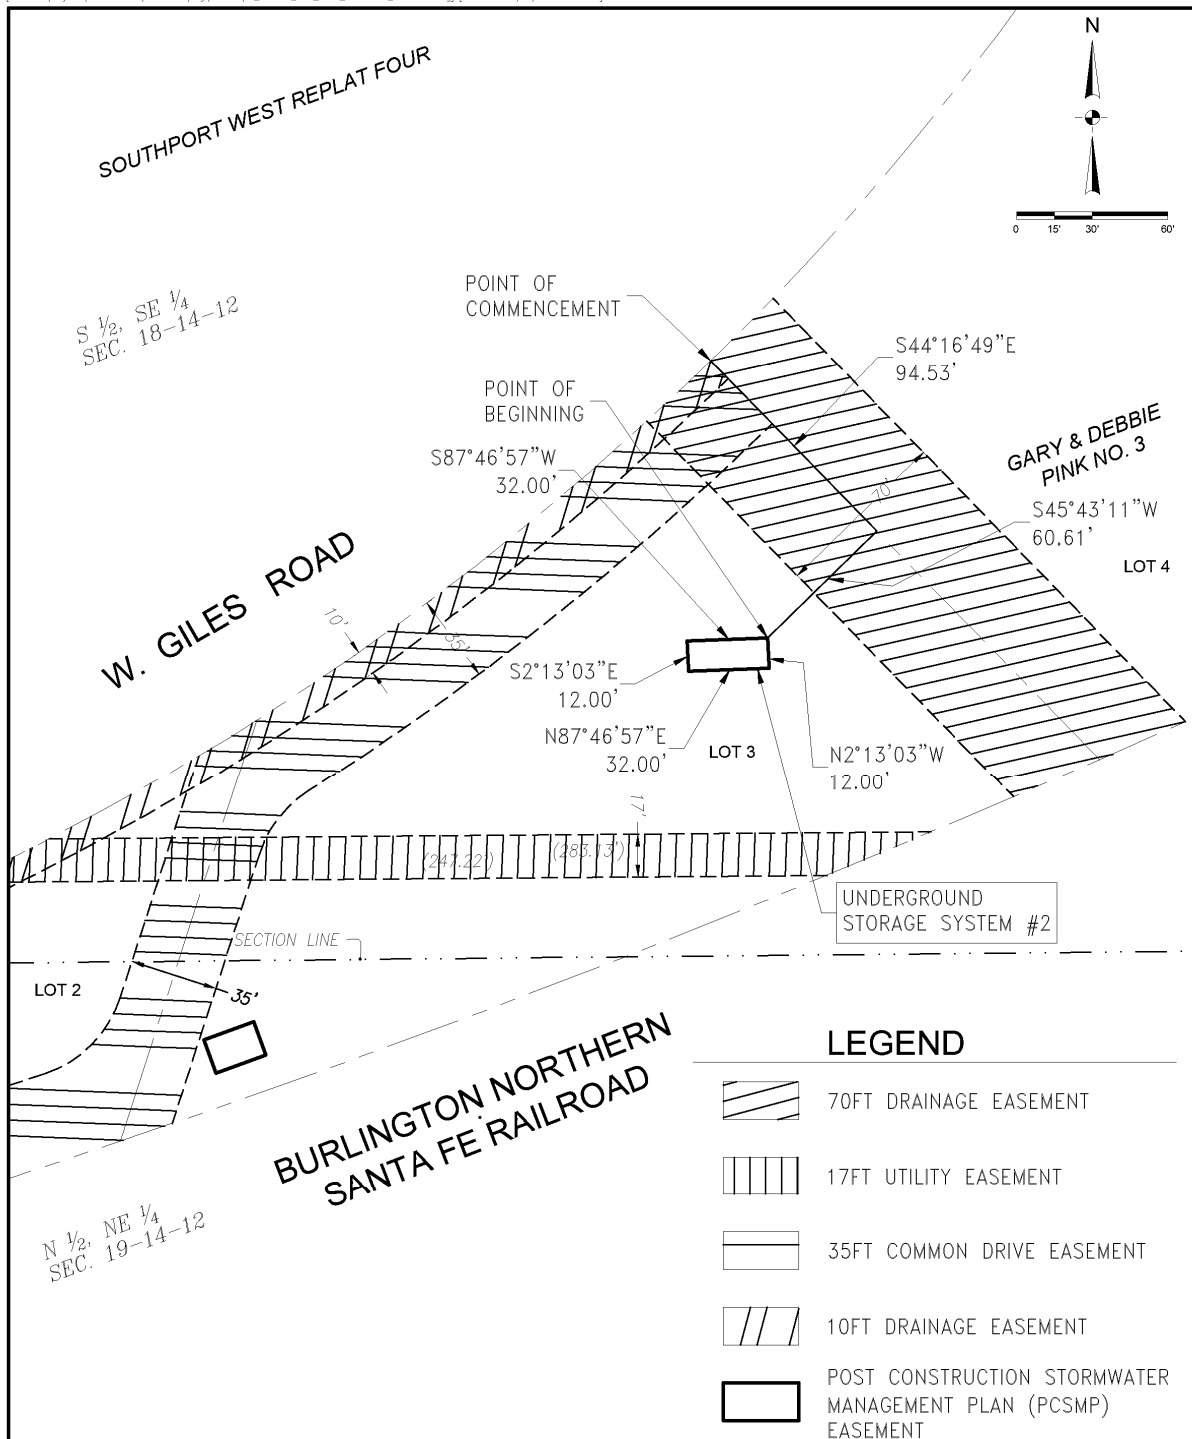 N
0 15' 30' 60'
SOUTHPORT WEST REPLAT FOUR
S ½, SE ¼
SEC. 18-14-12
POINT OF
COMMENCEMENT
S44°16'49"E
94.53'
POINT OF
BEGINNING
S87°46'57"W
32.00'
GARY & DEBBIE
PINK NO. 3
70'
S45°43'11"W
60.61'
LOT 4
W. GILES ROAD
10'
35'
S2°13'03"E
12.00'
N87°46'57"E
32.00'
LOT 3
N2°13'03"W
12.00'
17'
(247.22')
(283.13')
UNDERGROUND
STORAGE SYSTEM #2
SECTION LINE
LOT 2
35'
BURLINGTON NORTHERN
SANTA FE RAILROAD
N ½, NE ¼
SEC. 19-14-12
LEGEND
70FT DRAINAGE EASEMENT
17FT UTILITY EASEMENT
35FT COMMON DRIVE EASEMENT
10FT DRAINAGE EASEMENT
POST CONSTRUCTION STORMWATER
MANAGEMENT PLAN (PCSMP)
EASEMENT